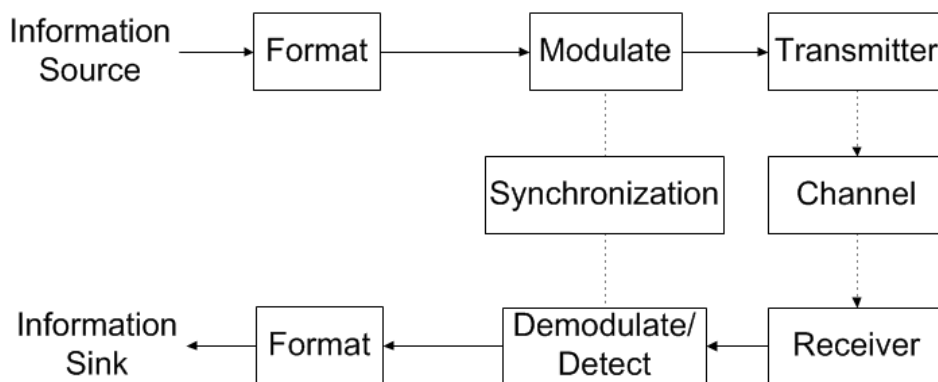 Information
Source
Format
Modulate
Transmitter
Synchronization
Channel
Information
Sink
Format
Demodulate/
Detect
Receiver